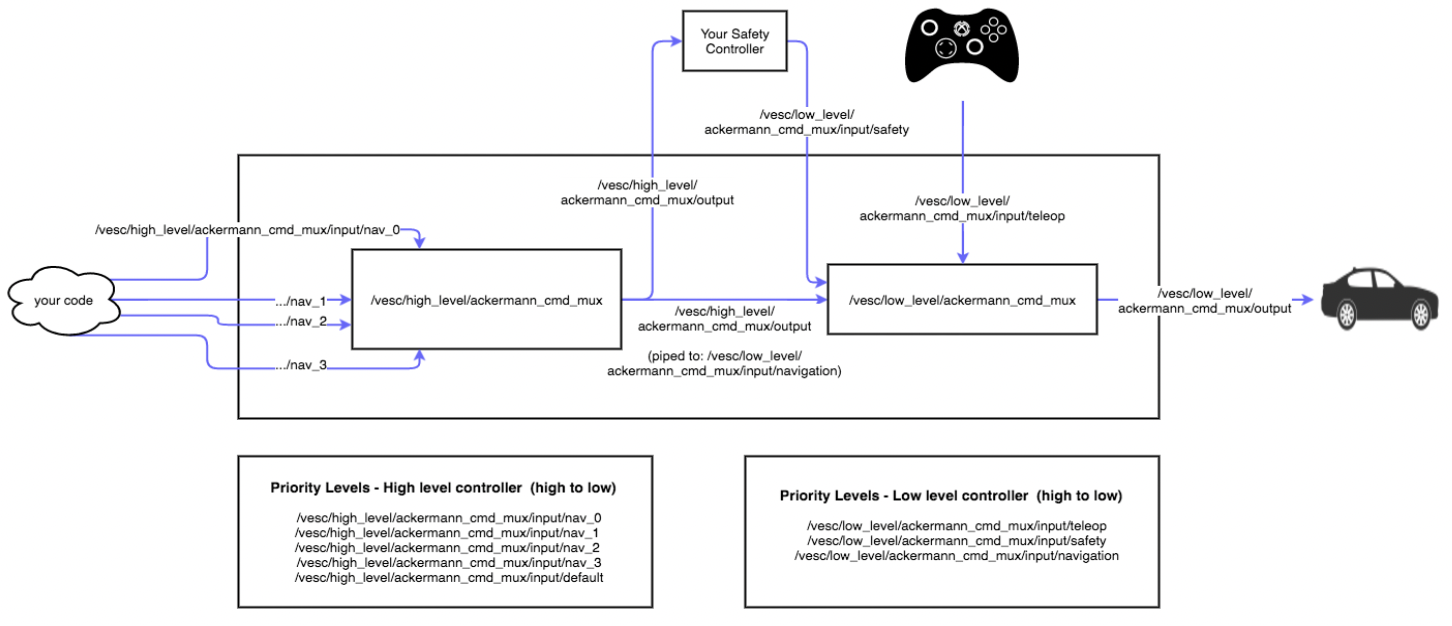 Your Safety
Controller
/vesc/low_level/
ackermann_cmd_mux/input/safety
/vesc/high_level/
ackermann_cmd_mux/output
/vesc/low_level/
ackermann_cmd_mux/input/teleop
/vesc/high_level/ackermann_cmd_mux/input/nav_0
your code
.../nav_1
.../nav_2
.../nav_3
/vesc/high_level/ackermann_cmd_mux
/vesc/high_level/
ackermann_cmd_mux/output
(piped to: /vesc/low_level/
ackermann_cmd_mux/input/navigation)
/vesc/low_level/ackermann_cmd_mux
/vesc/low_level/
ackermann_cmd_mux/output
Priority Levels - High level controller (high to low)
/vesc/high_level/ackermann_cmd_mux/input/nav_0
/vesc/high_level/ackermann_cmd_mux/input/nav_1
/vesc/high_level/ackermann_cmd_mux/input/nav_2
/vesc/high_level/ackermann_cmd_mux/input/nav_3
/vesc/high_level/ackermann_cmd_mux/input/default
Priority Levels - Low level controller (high to low)
/vesc/low_level/ackermann_cmd_mux/input/teleop
/vesc/low_level/ackermann_cmd_mux/input/safety
/vesc/low_level/ackermann_cmd_mux/input/navigation